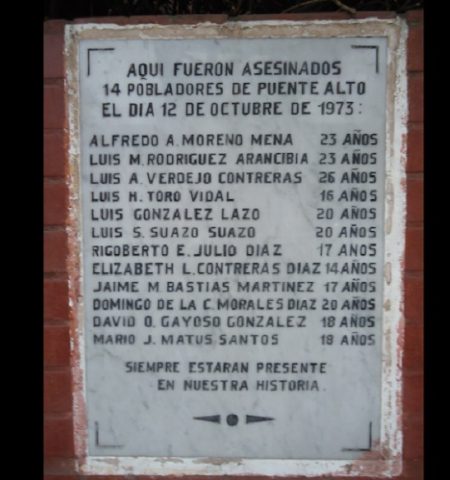 AQUI FUERON ASESINADOS
14 POBLADORES DE PUENTE ALTO
EL DIA 12 DE OCTUBRE DE 1973:
ALFREDO A. MORENO MENA 23 AÑOS
LUIS M. RODRIGUEZ ARANCIBIA 23 AÑOS
LUIS A. VERDEJO CONTRERAS 26 AÑOS
LUIS H. TORO VIDAL 16 AÑOS
LUIS GONZALEZ LAZO 20 AÑOS
LUIS S. SUAZO SUAZO 20 AÑOS
RIGOBERTO E. JULIO DIAZ 17 AÑOS
ELIZABETH L. CONTRERAS DIAZ 14 AÑOS
JAIME M. BASTIAS MARTINEZ 17 AÑOS
DOMINGO DE LA C. MORALES DIAZ 20 AÑOS
DAVID O. GAYOSO GONZALEZ 18 AÑOS
MARIO J. MATUS SANTOS 18 AÑOS
SIEMPRE ESTARAN PRESENTE
EN NUESTRA HISTORIA.